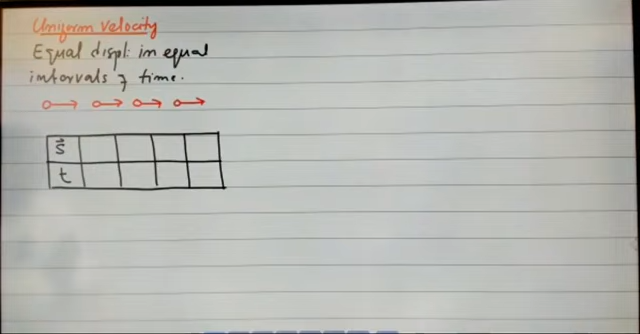 Uniform velocity
Equal displ. in equal
intervals of time.
s⃗
t